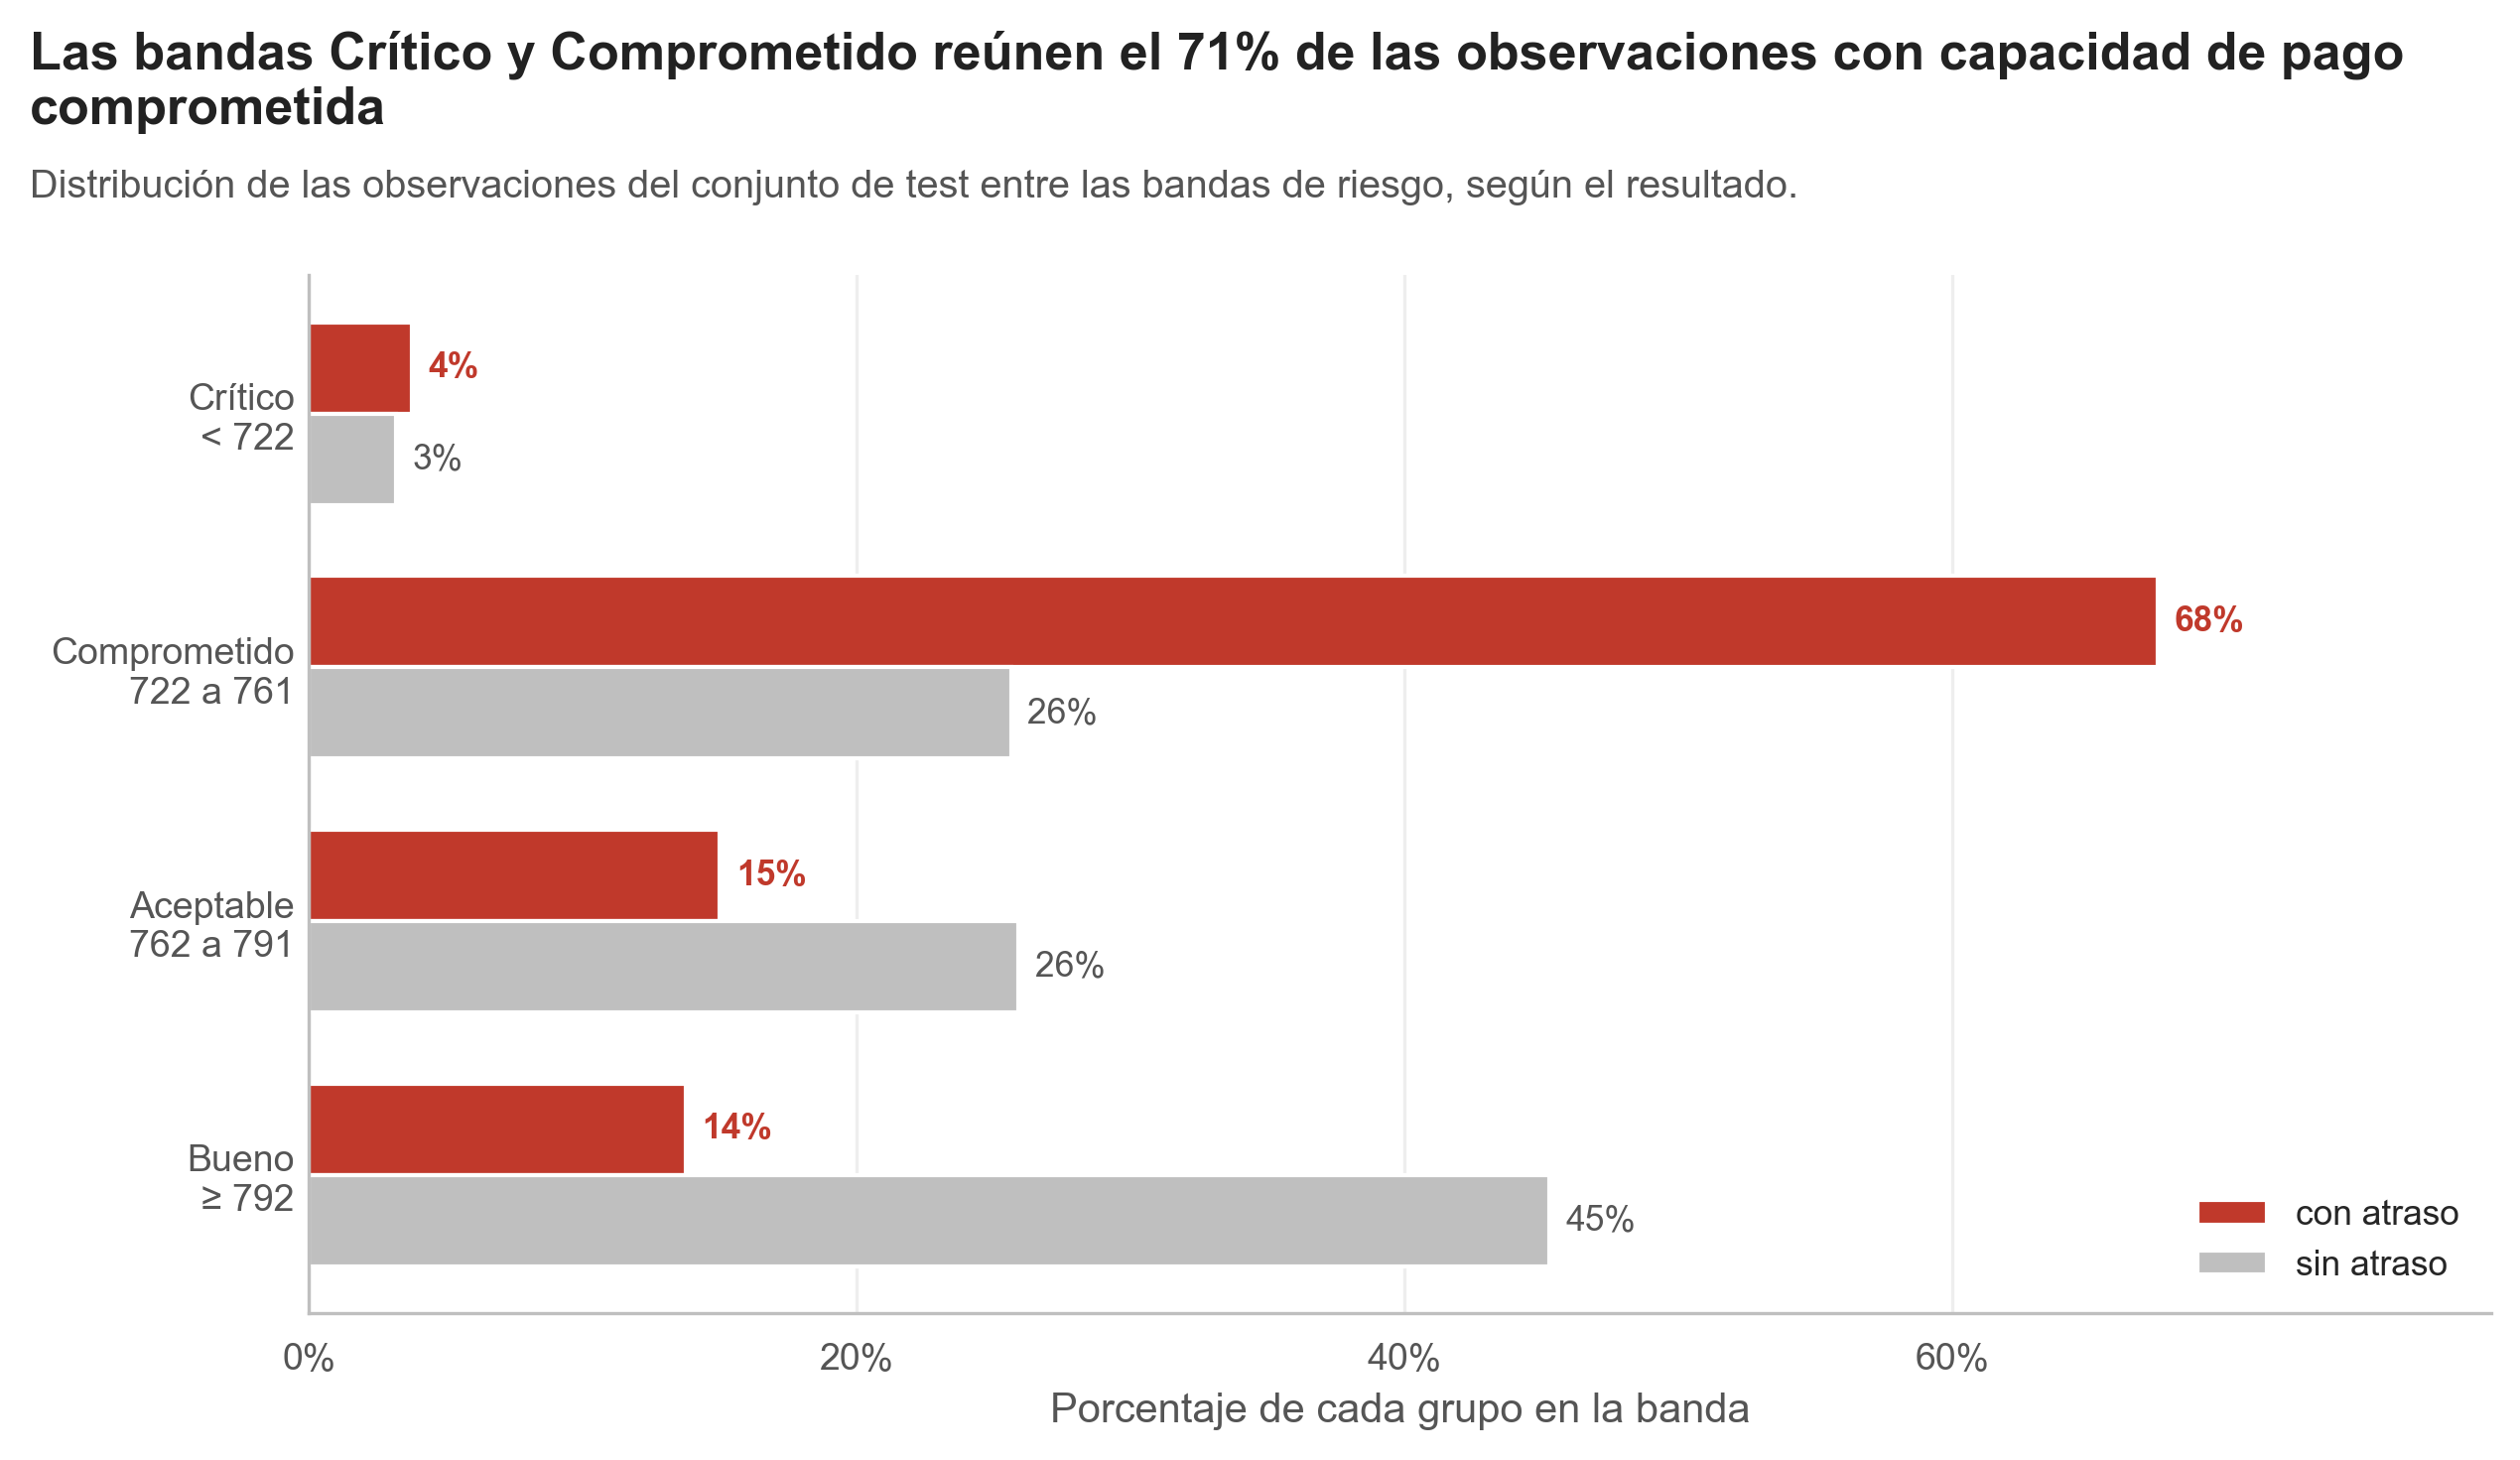 Las bandas Crítico y Comprometido reúnen el 71% de las observaciones con capacidad de pago
comprometida
Distribución de las observaciones del conjunto de test entre las bandas de riesgo, según el resultado.
Crítico
< 722
4%
3%
Comprometido
722 a 761
68%
26%
Aceptable
762 a 791
15%
26%
Bueno
≥ 792
14%
45%
con atraso
sin atraso
0%
20%
40%
60%
Porcentaje de cada grupo en la banda